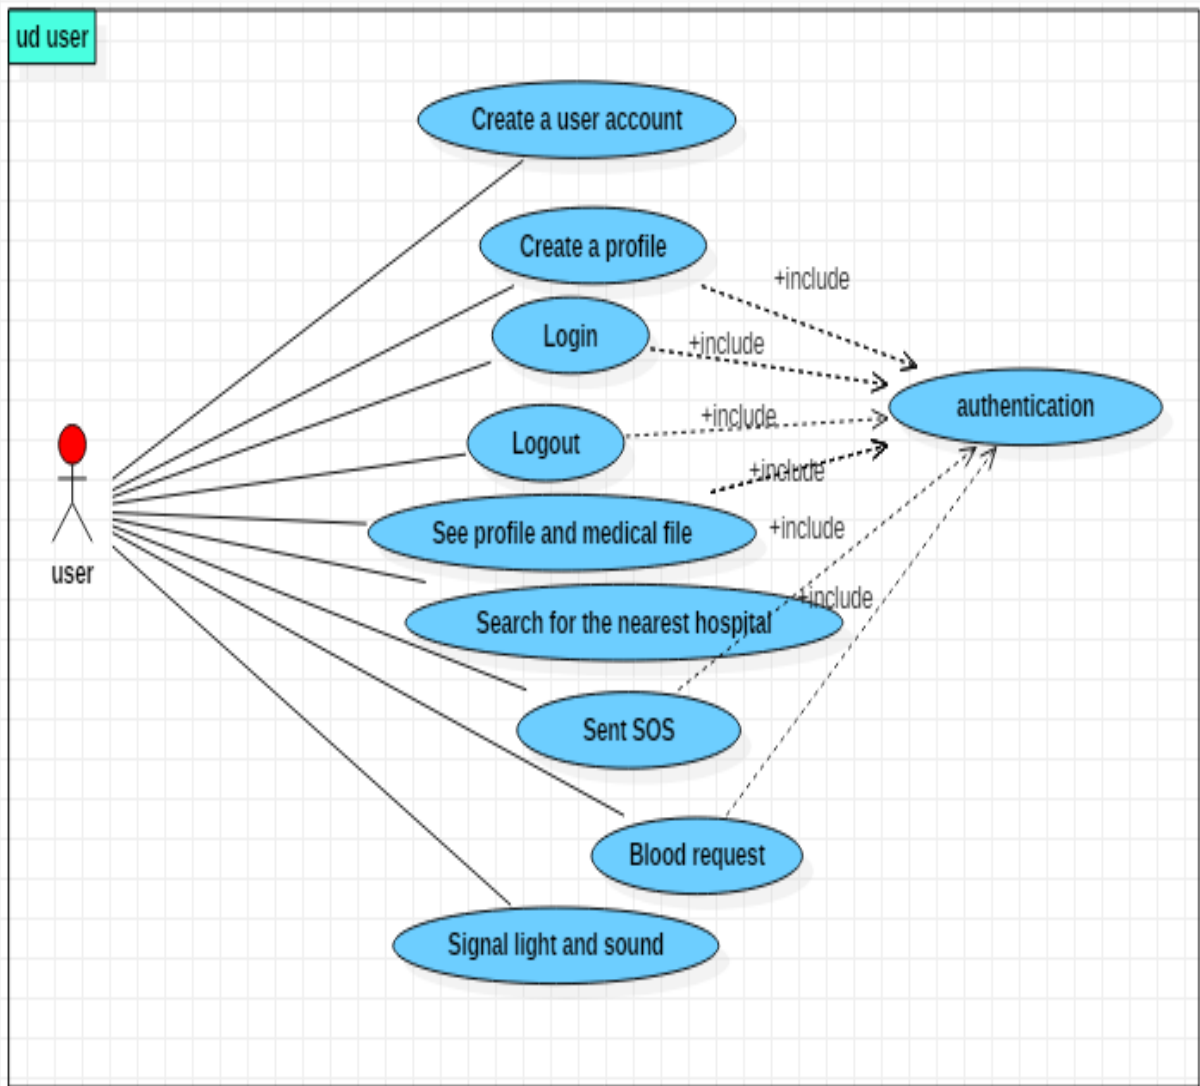 ud user
Create a user account
Create a profile
+include
Login
+include
authentication
Logout
+include
+include
See profile and medical file
+include
user
Search for the nearest hospital
+include
Sent SOS
Blood request
Signal light and sound